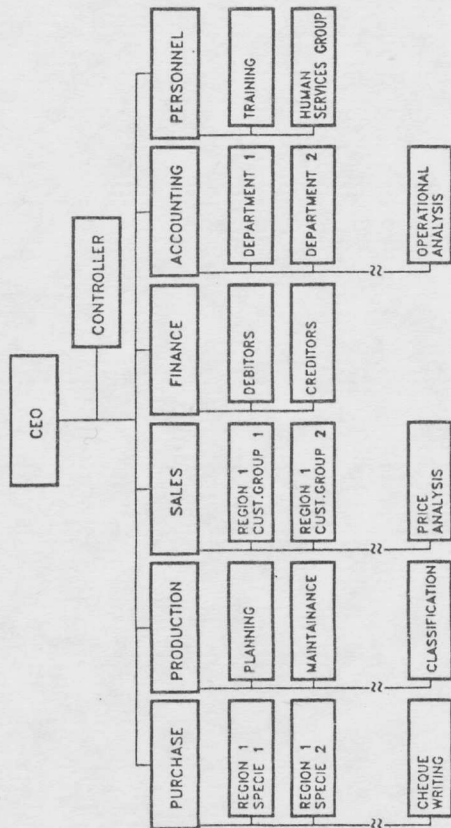 CEO
CONTROLLER
PURCHASE
PRODUCTION
SALES
FINANCE
ACCOUNTING
PERSONNEL
REGION 1
SPECIE 1
PLANNING
REGION 1
CUST.GROUP 1
DEBITORS
DEPARTMENT 1
TRAINING
REGION 1
SPECIE 2
MAINTAINANCE
REGION 1
CUST.GROUP 2
CREDITORS
DEPARTMENT 2
HUMAN
SERVICES GROUP
CHEQUE
WRITING
CLASSIFICATION
PRICE
ANALYSIS
OPERATIONAL
ANALYSIS